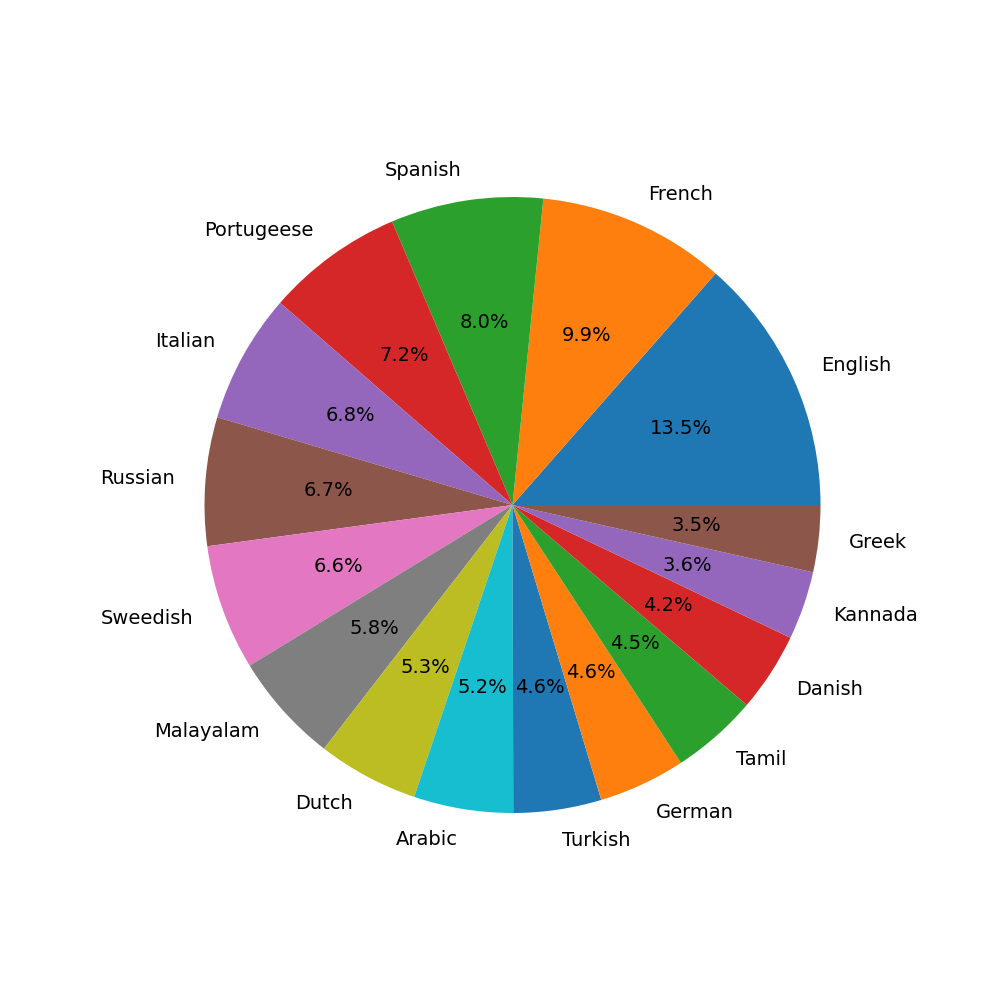 Spanish
French
Portugeese
Italian
English
Russian
Sweedish
Greek
Kannada
Malayalam
Danish
Tamil
Dutch
German
Arabic
Turkish
8.0%
9.9%
7.2%
6.8%
13.5%
6.7%
3.5%
6.6%
3.6%
4.2%
5.8%
4.5%
5.3%
4.6%
5.2%
4.6%